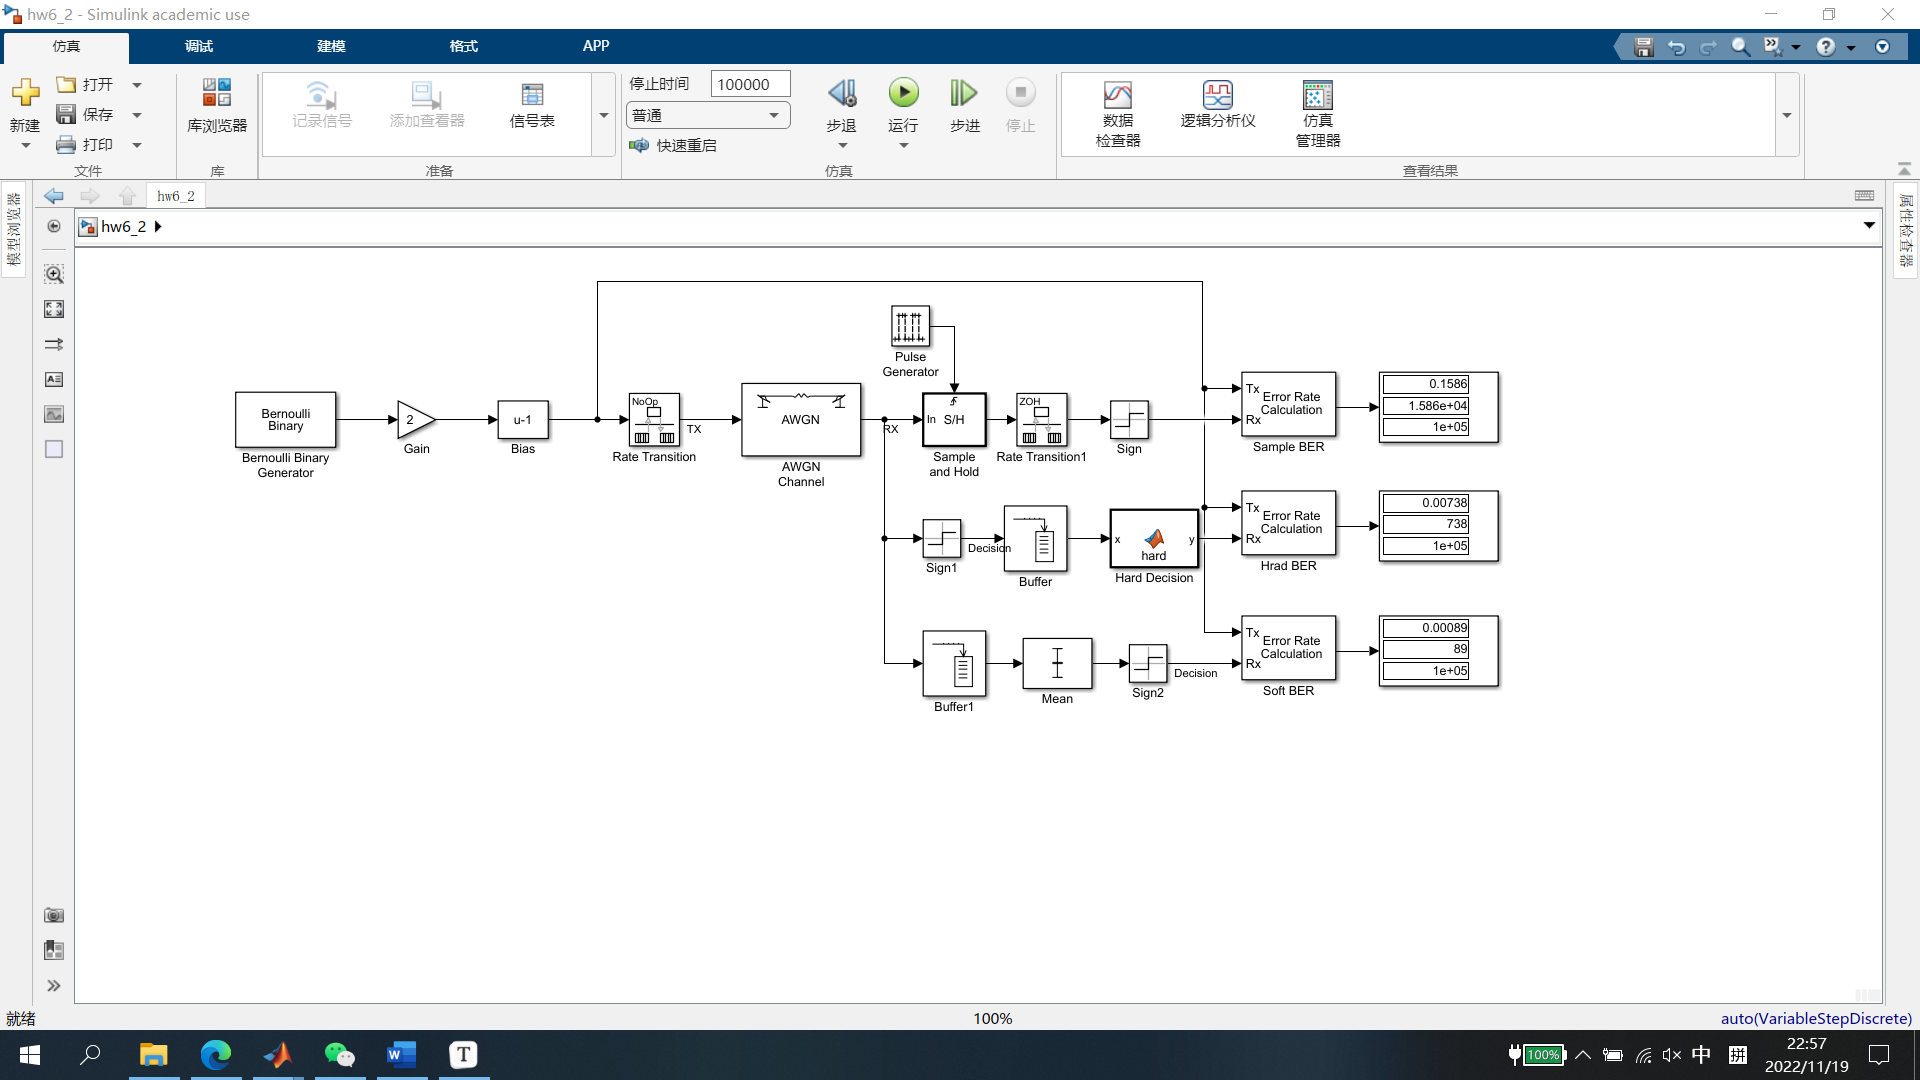 hw6_2 - Simulink academic use
仿真 调试 建模 格式 APP
新建
打开
保存
打印
文件
库浏览器
库
记录信号
添加查看器
信号表
准备
停止时间 100000
普通
快速重启
步退
运行
步进
停止
仿真
数据
检查器
逻辑分析仪
仿真
管理器
查看结果
模型浏览器
hw6_2
hw6_2
属性检查器
Pulse
Generator
Bernoulli
Binary
Bernoulli Binary
Generator
2
Gain
u-1
Bias
NoOp
Rate Transition
TX
AWGN
AWGN
Channel
RX
In S/H
Sample
and Hold
ZOH
Rate Transition1
Sign
Tx
Rx
Error Rate
Calculation
Sample BER
0.1586
1.586e+04
1e+05
Sign1
Decision
Buffer
x
y
hard
Hard Decision
Tx
Rx
Error Rate
Calculation
Hrad BER
0.00738
738
1e+05
Buffer1
Mean
Sign2
Decision
Tx
Rx
Error Rate
Calculation
Soft BER
0.00089
89
1e+05
就绪
100%
auto(VariableStepDiscrete)
W
T
100%
中
拼
22:57
2022/11/19